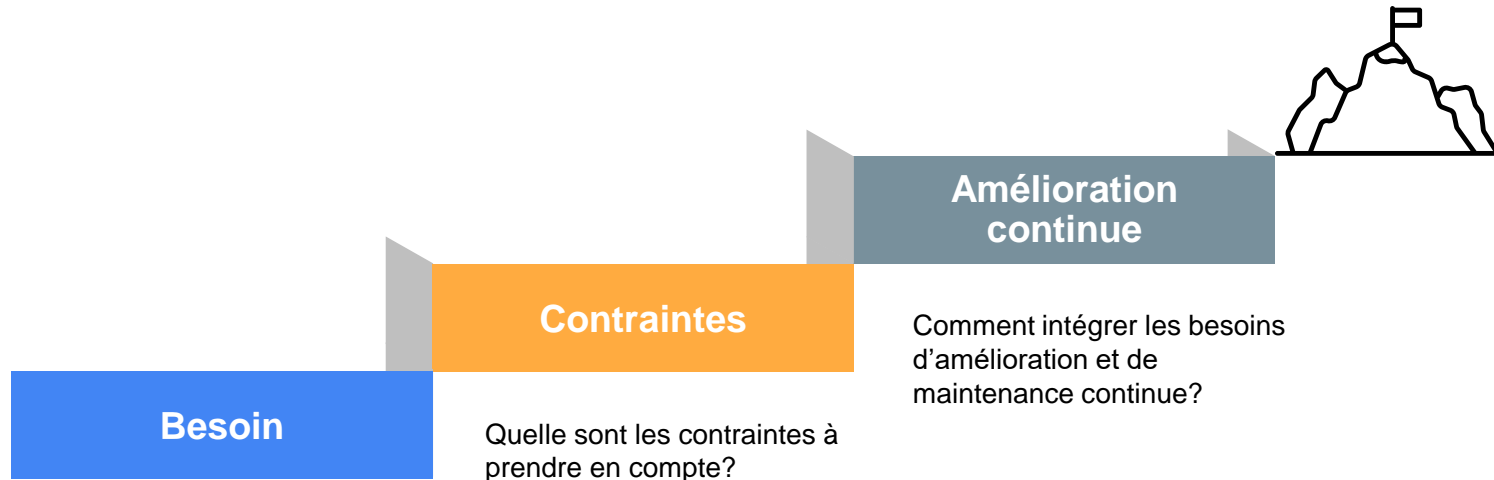 Amélioration
continue
Contraintes
Comment intégrer les besoins
d’amélioration et de
maintenance continue?
Besoin
Quelle sont les contraintes à
prendre en compte?